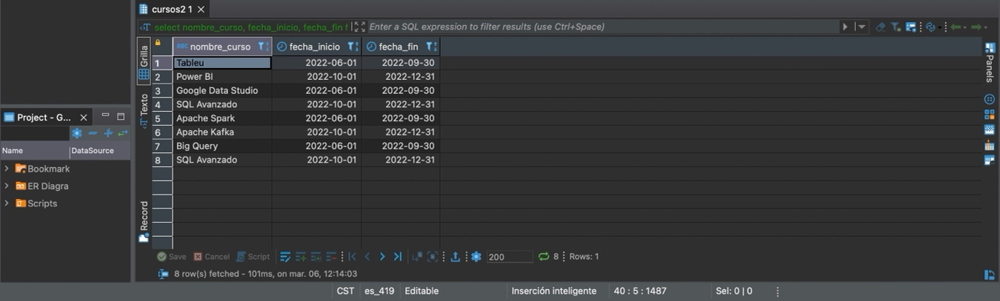 cursos2 1
select nombre_curso, fecha_inicio, fecha_fin f
Enter a SQL expression to filter results (use Ctrl+Space)
Grilla
Texto
Record
ABC nombre_curso fecha_inicio fecha_fin
1 Tableu 2022-06-01 2022-09-30
2 Power BI 2022-10-01 2022-12-31
3 Google Data Studio 2022-06-01 2022-09-30
4 SQL Avanzado 2022-10-01 2022-12-31
5 Apache Spark 2022-06-01 2022-09-30
6 Apache Kafka 2022-10-01 2022-12-31
7 Big Query 2022-06-01 2022-09-30
8 SQL Avanzado 2022-10-01 2022-12-31
Panels
Project - G...
Name DataSource
Bookmark
ER Diagra
Scripts
Save Cancel Script 200 8 Rows: 1
8 row(s) fetched - 101ms, on mar. 06, 12:14:03
CST es_419 Editable Inserción inteligente 40 : 5 : 1487 Sel: 0 | 0